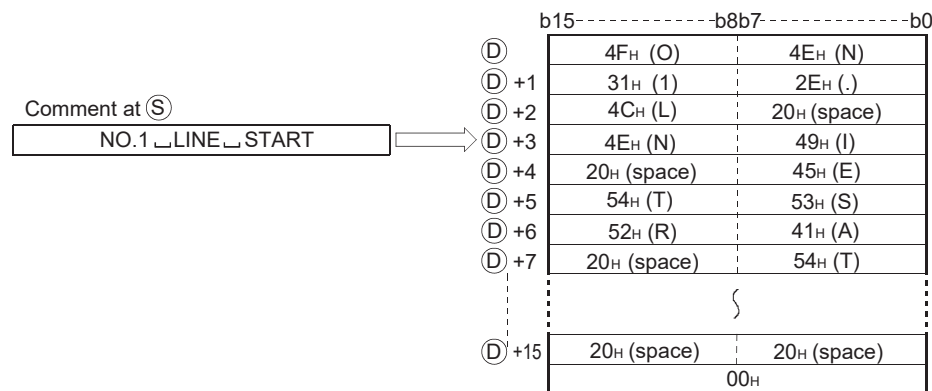 b15 b8b7 b0
D 4FH (O) 4EH (N)
D +1 31H (1) 2EH (.)
Comment at S
D +2 4CH (L) 20H (space)
NO.1␣LINE␣START
D +3 4EH (N) 49H (I)
D +4 20H (space) 45H (E)
D +5 54H (T) 53H (S)
D +6 52H (R) 41H (A)
D +7 20H (space) 54H (T)
D +15 20H (space) 20H (space)
00H